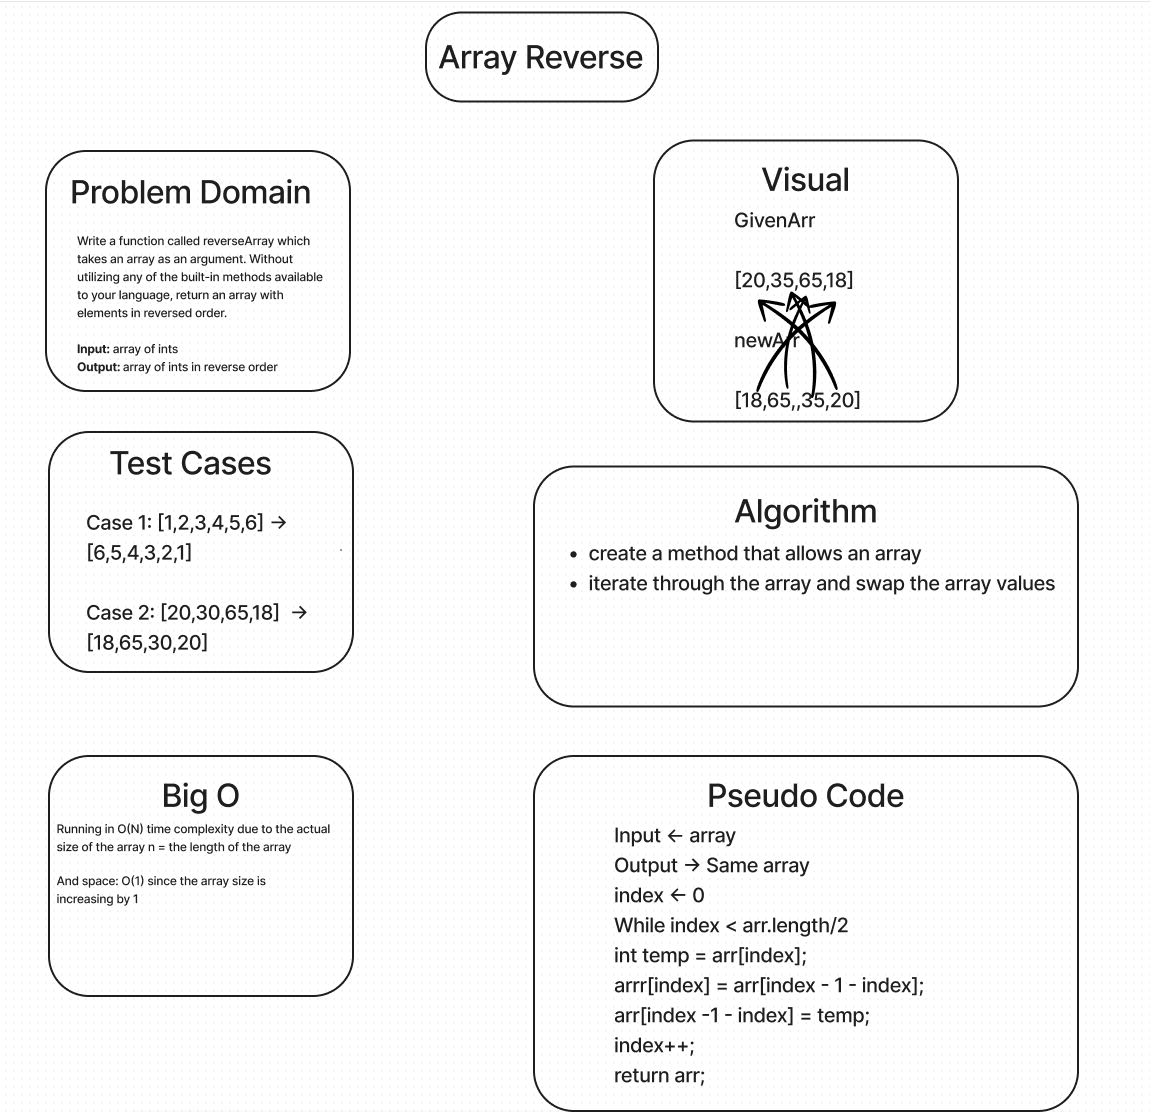 Array Reverse
Problem Domain
Write a function called reverseArray which
takes an array as an argument. Without
utilizing any of the built-in methods available
to your language, return an array with
elements in reversed order.
Input: array of ints
Output: array of ints in reverse order
Visual
GivenArr
[20,35,65,18]
newArr
[18,65,,35,20]
Test Cases
Case 1: [1,2,3,4,5,6] →
[6,5,4,3,2,1]
Case 2: [20,30,65,18] →
[18,65,30,20]
Algorithm
• create a method that allows an array
• iterate through the array and swap the array values
Big O
Running in O(N) time complexity due to the actual
size of the array n = the length of the array
And space: O(1) since the array size is
increasing by 1
Pseudo Code
Input ← array
Output → Same array
index ← 0
While index < arr.length/2
int temp = arr[index];
arrr[index] = arr[index - 1 - index];
arr[index -1 - index] = temp;
index++;
return arr;